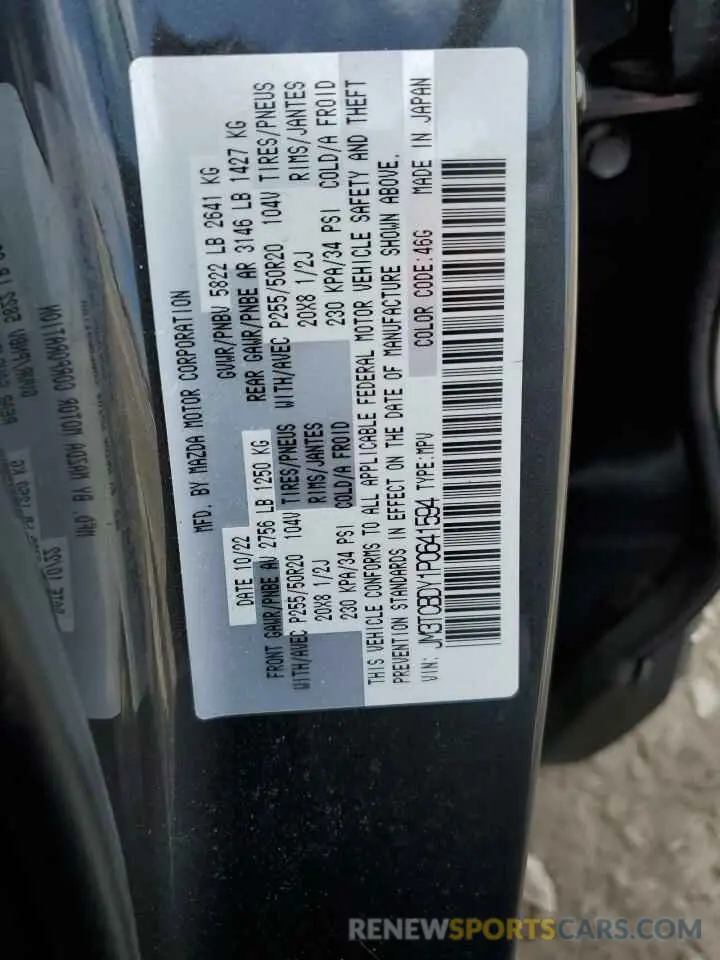 MFD. BY MAZDA MOTOR CORPORATION
DATE 10/22 GVWR/PNBV 5822 LB 2641 KG
FRONT GAWR/PNBE AV 2756 LB 1250 KG REAR GAWR/PNBE AR 3146 LB 1427 KG
WITH/AVEC P255/50R20 104V TIRES/PNEUS WITH/AVEC P255/50R20 104V TIRES/PNEUS
20X8 1/2J RIMS/JANTES 20X8 1/2J RIMS/JANTES
230 KPA/34 PSI COLD/A FROID 230 KPA/34 PSI COLD/A FROID
THIS VEHICLE CONFORMS TO ALL APPLICABLE FEDERAL MOTOR VEHICLE SAFETY AND THEFT
PREVENTION STANDARDS IN EFFECT ON THE DATE OF MANUFACTURE SHOWN ABOVE.
VIN: JM3TCBDY1P0641594 TYPE:MPV COLOR CODE:46G MADE IN JAPAN
RENEWSPORTSCARS.COM